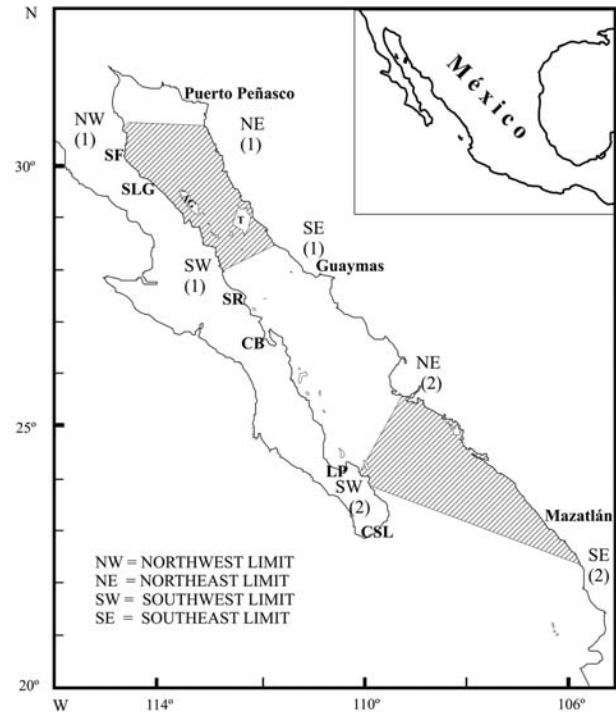 N
México
Puerto Peñasco
NW
(1)
NE
(1)
SF
30º
SLG
AG
T
SE
(1)
SW
(1)
Guaymas
SR
CB
NE
(2)
25º
LP
SW
(2)
Mazatlán
CSL
SE
(2)
NW = NORTHWEST LIMIT
NE = NORTHEAST LIMIT
SW = SOUTHWEST LIMIT
SE = SOUTHEAST LIMIT
20º
W
114º
110º
106º